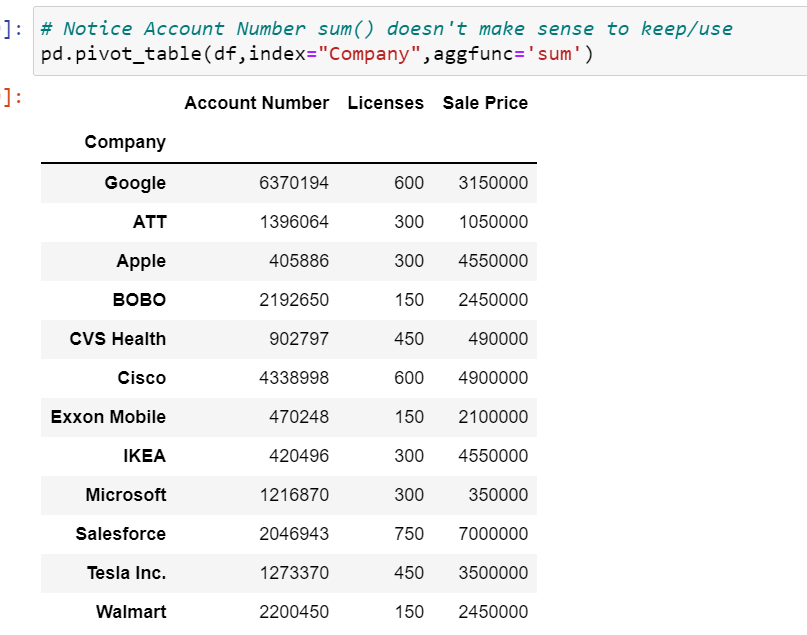 ]: # Notice Account Number sum() doesn't make sense to keep/use
pd.pivot_table(df,index="Company",aggfunc='sum')
]:
Account Number Licenses Sale Price
Company
Google 6370194 600 3150000
ATT 1396064 300 1050000
Apple 405886 300 4550000
BOBO 2192650 150 2450000
CVS Health 902797 450 490000
Cisco 4338998 600 4900000
Exxon Mobile 470248 150 2100000
IKEA 420496 300 4550000
Microsoft 1216870 300 350000
Salesforce 2046943 750 7000000
Tesla Inc. 1273370 450 3500000
Walmart 2200450 150 2450000